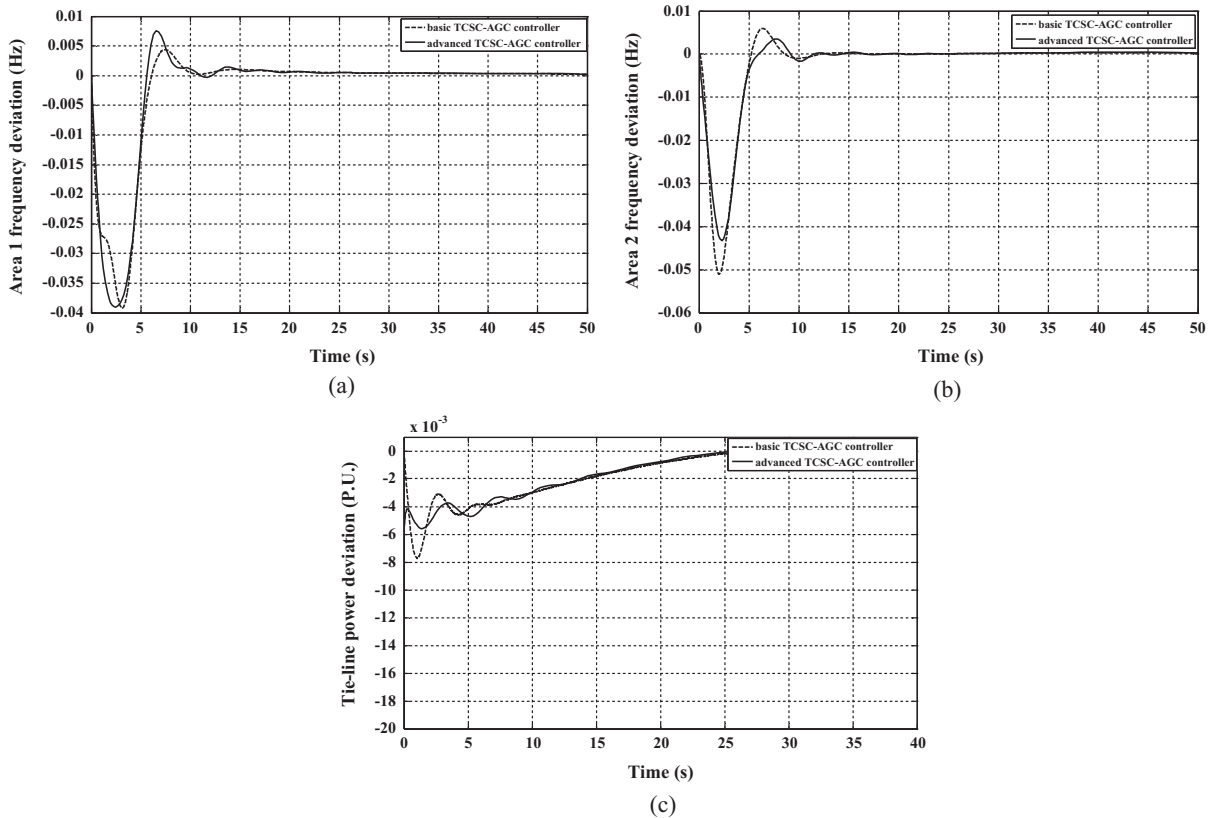 0.01
0.005
0
-0.005
-0.01
-0.015
-0.02
-0.025
-0.03
-0.035
-0.04
Area 1 frequency deviation (Hz)
basic TCSC-AGC controller
advanced TCSC-AGC controller
0 5 10 15 20 25 30 35 40 45 50
Time (s)
(a)
0.01
0
-0.01
-0.02
-0.03
-0.04
-0.05
-0.06
Area 2 frequency deviation (Hz)
basic TCSC-AGC controller
advanced TCSC-AGC controller
0 5 10 15 20 25 30 35 40 45 50
Time (s)
(b)
x 10-3
0
-2
-4
-6
-8
-10
-12
-14
-16
-18
-20
Tie-line power deviation (P.U.)
basic TCSC-AGC controller
advanced TCSC-AGC controller
0 5 10 15 20 25 30 35 40
Time (s)
(c)